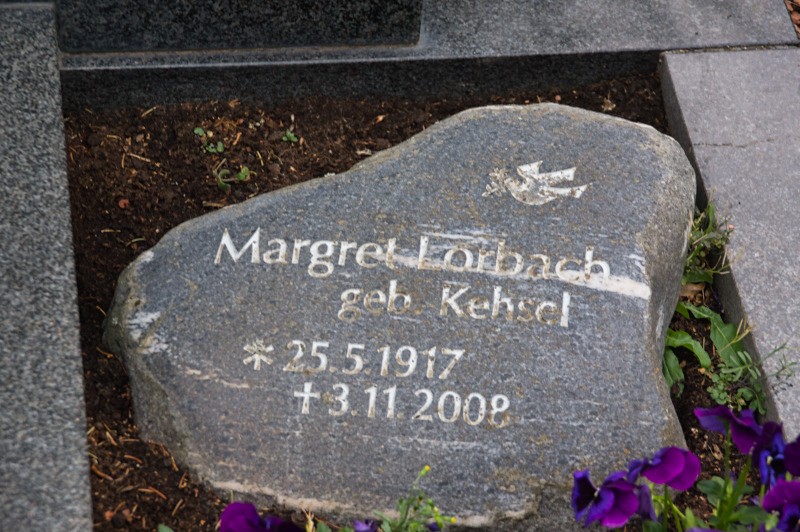 Margret Lorbach
geb. Kehsel
* 25.5.1917
✝ 3.11.2008